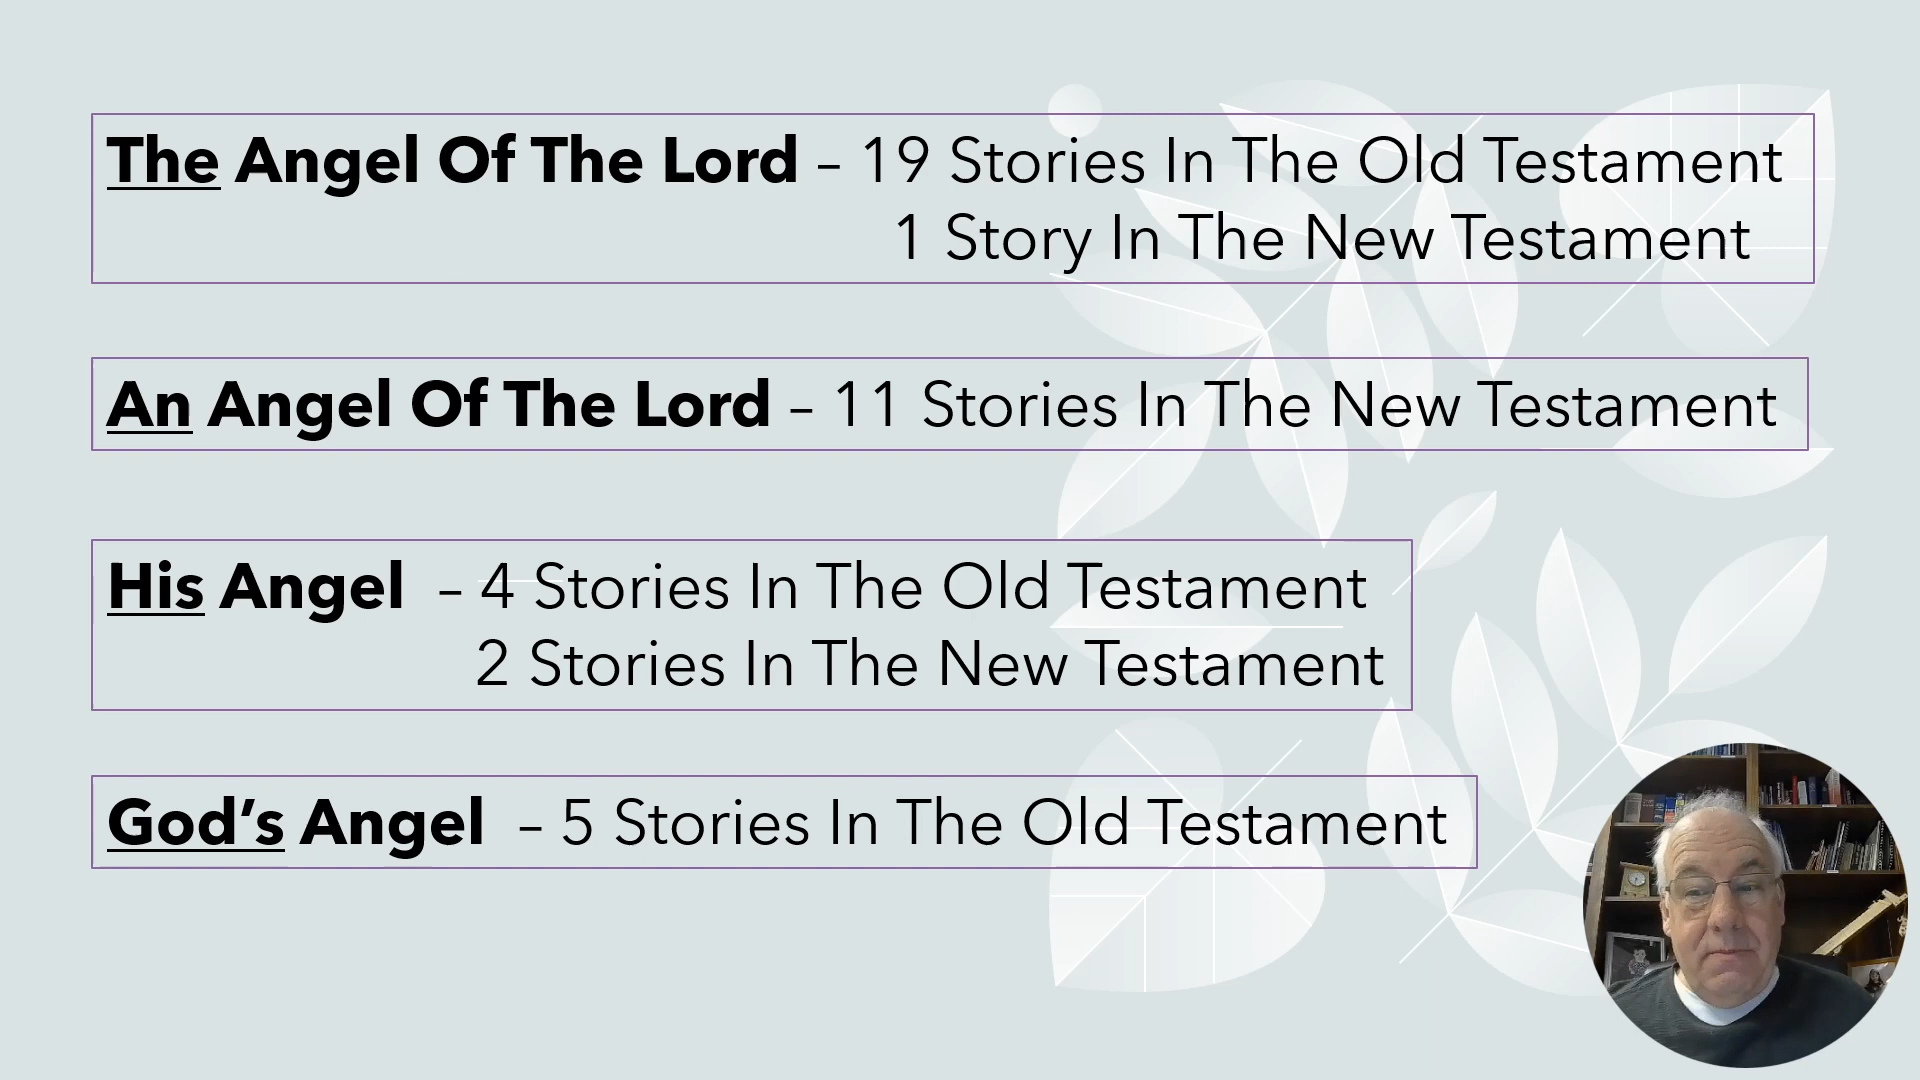 The Angel Of The Lord – 19 Stories In The Old Testament
1 Story In The New Testament
An Angel Of The Lord – 11 Stories In The New Testament
His Angel – 4 Stories In The Old Testament
2 Stories In The New Testament
God’s Angel – 5 Stories In The Old Testament